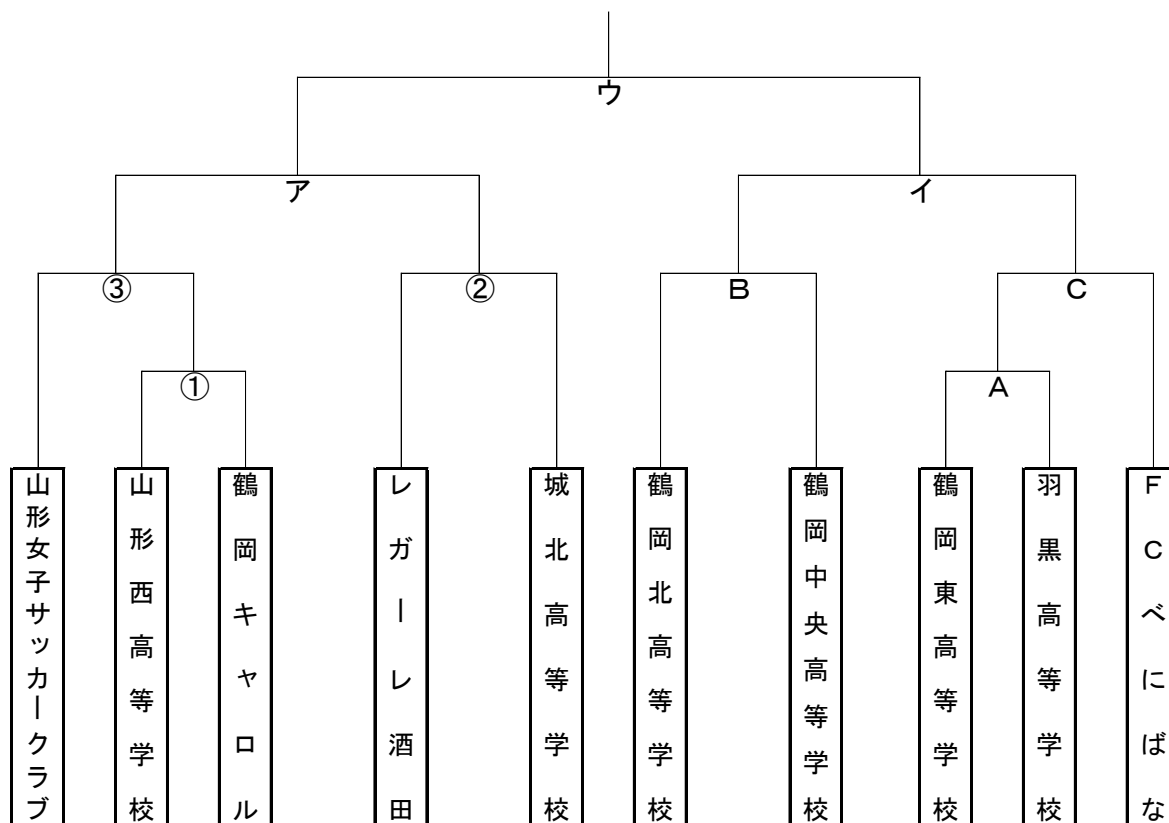 ウ
ア
イ
③
②
B
C
①
A
山形女子サッカークラブ
山形西高等学校
鶴岡キャロル
レガーレ酒田
城北高等学校
鶴岡北高等学校
鶴岡中央高等学校
鶴岡東高等学校
羽黒高等学校
FCべにばな